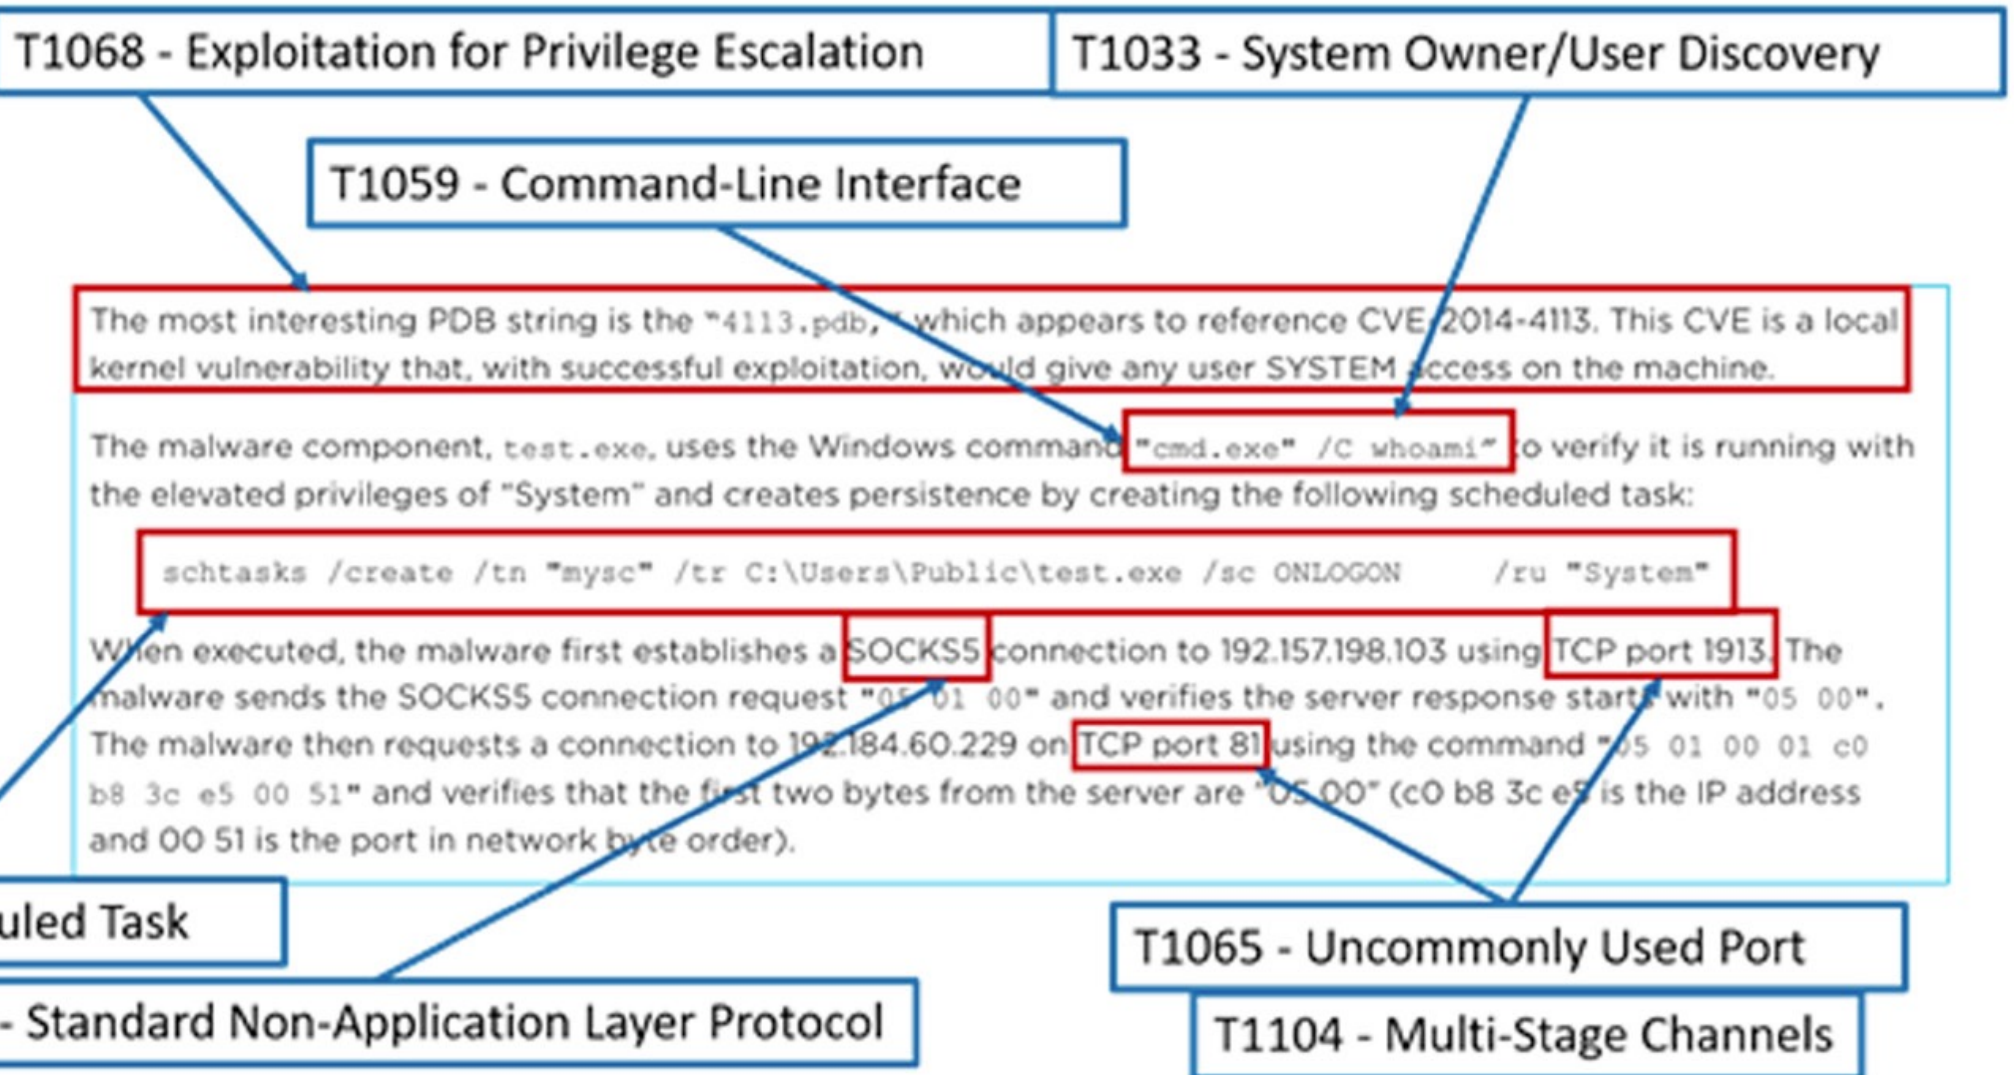 T1068 - Exploitation for Privilege Escalation
T1033 - System Owner/User Discovery
T1059 - Command-Line Interface
The most interesting PDB string is the "4113.pdb," which appears to reference CVE-2014-4113. This CVE is a local
kernel vulnerability that, with successful exploitation, would give any user SYSTEM access on the machine.
The malware component, test.exe, uses the Windows command "cmd.exe" /C whoami" to verify it is running with
the elevated privileges of "System" and creates persistence by creating the following scheduled task:
schtasks /create /tn "mysc" /tr C:\Users\Public\test.exe /sc ONLOGON /ru "System"
When executed, the malware first establishes a SOCKS5 connection to 192.157.198.103 using TCP port 1913. The
malware sends the SOCKS5 connection request "05 01 00" and verifies the server response starts with "05 00".
The malware then requests a connection to 192.184.60.229 on TCP port 81 using the command "05 01 00 01 c0
b8 3c e5 00 51" and verifies that the first two bytes from the server are "05 00" (c0 b8 3c e5 is the IP address
and 00 51 is the port in network byte order).
uled Task
- Standard Non-Application Layer Protocol
T1065 - Uncommonly Used Port
T1104 - Multi-Stage Channels